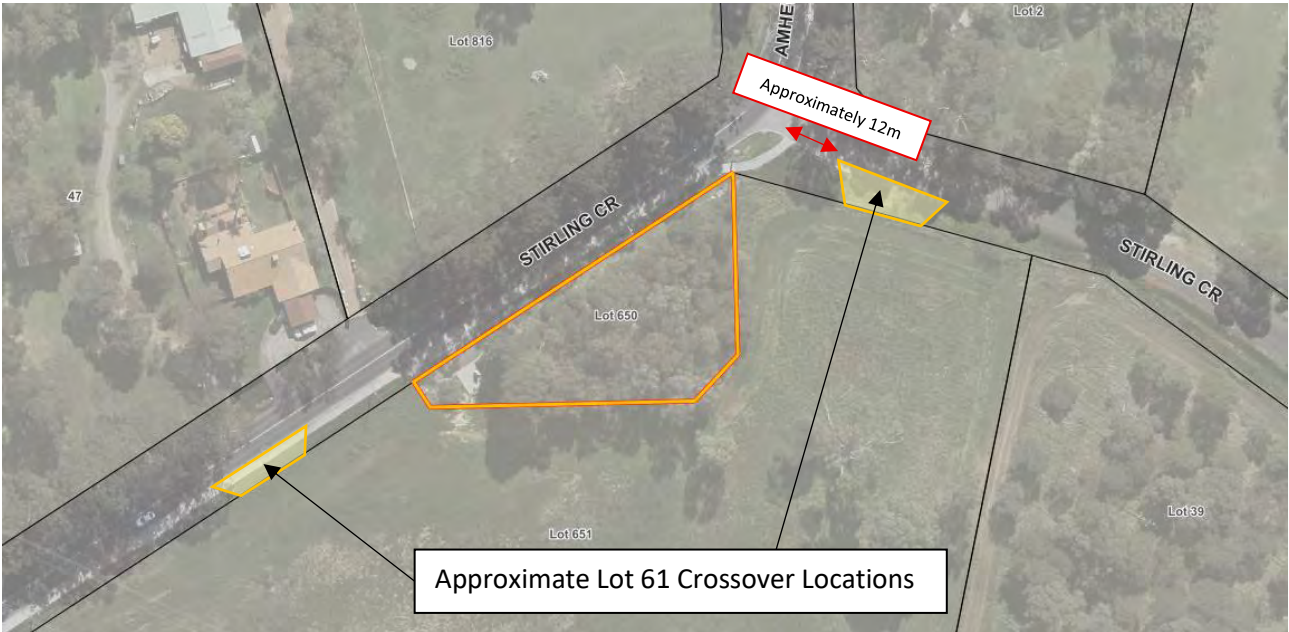 Lot 816
AMHE
Lot 2
Approximately 12m
47
STIRLING CR
STIRLING CR
Lot 650
Lot 39
Lot 651
Approximate Lot 61 Crossover Locations